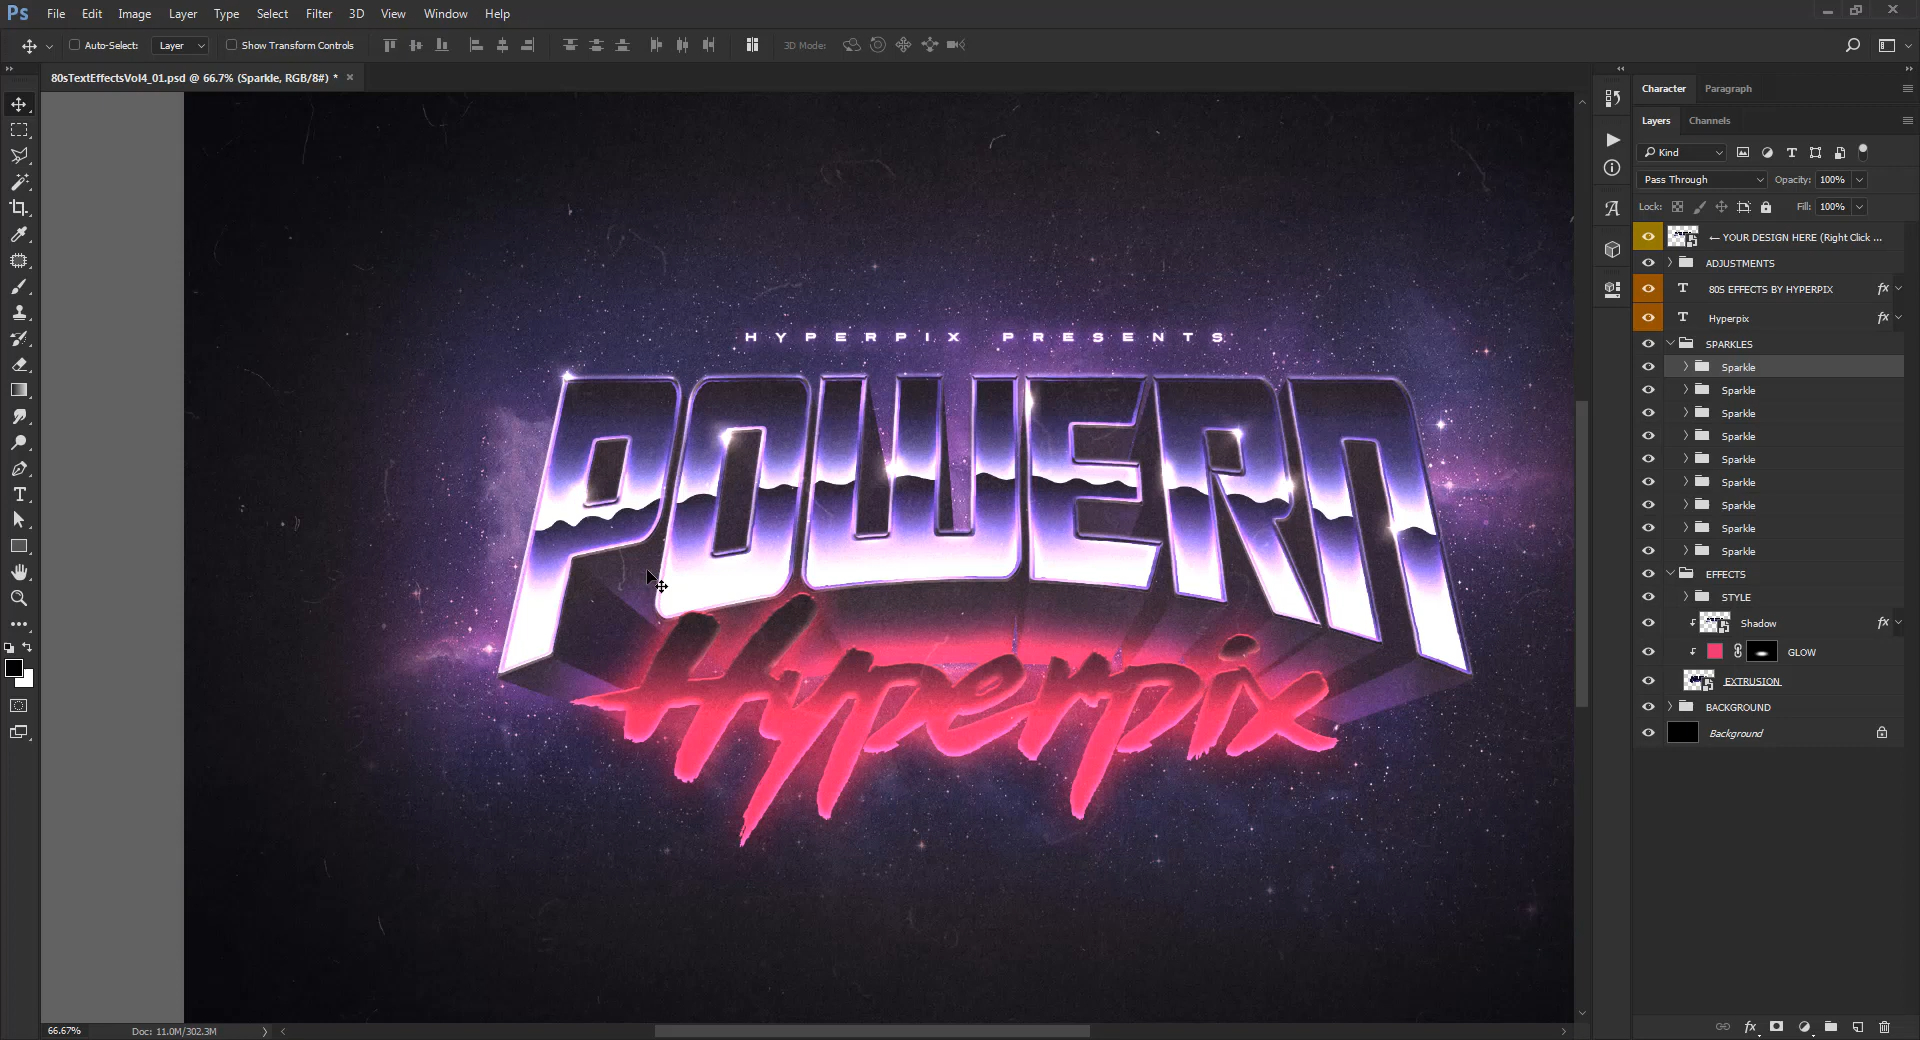 Ps File Edit Image Layer Type Select Filter 3D View Window Help
Auto-Select: Layer Show Transform Controls 3D Mode:
80sTextEffectsVol4_01.psd @ 66.7% (Sparkle, RGB/8#) *
Character Paragraph
Layers Channels
Kind
Pass Through Opacity: 100%
Lock: Fill: 100%
← YOUR DESIGN HERE (Right Click ...
ADJUSTMENTS
80S EFFECTS BY HYPERPIX fx
Hyperpix fx
SPARKLES
Sparkle
Sparkle
Sparkle
Sparkle
Sparkle
Sparkle
Sparkle
Sparkle
Sparkle
EFFECTS
STYLE
Shadow fx
GLOW
EXTRUSION
BACKGROUND
Background
HYPERPIX PRESENTS
POWERN
Hyperpix
66.67% Doc: 11.0M/302.3M
fx